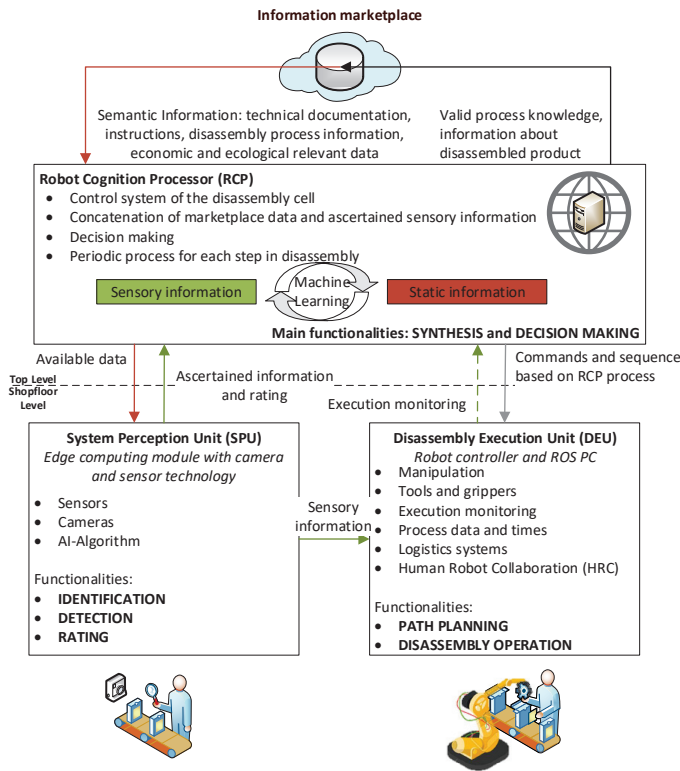 Information marketplace
Semantic Information: technical documentation,
instructions, disassembly process information,
economic and ecological relevant data
Valid process knowledge,
information about
disassembled product
Robot Cognition Processor (RCP)
• Control system of the disassembly cell
• Concatenation of marketplace data and ascertained sensory information
• Decision making
• Periodic process for each step in disassembly
Sensory information
Machine
Learning
Static information
Main functionalities: SYNTHESIS and DECISION MAKING
Available data
Ascertained information
and rating
Execution monitoring
Commands and sequence
based on RCP process
Top Level
Shopfloor
Level
System Perception Unit (SPU)
Edge computing module with camera
and sensor technology
• Sensors
• Cameras
• AI-Algorithm
Functionalities:
• IDENTIFICATION
• DETECTION
• RATING
Sensory
information
Disassembly Execution Unit (DEU)
Robot controller and ROS PC
• Manipulation
• Tools and grippers
• Execution monitoring
• Process data and times
• Logistics systems
• Human Robot Collaboration (HRC)
Functionalities:
• PATH PLANNING
• DISASSEMBLY OPERATION